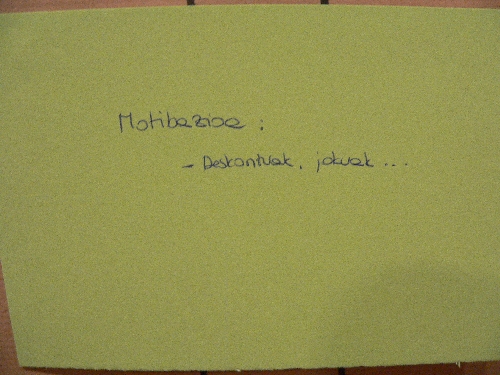 Motibazioa :
- Deskontuak, jokuak ...